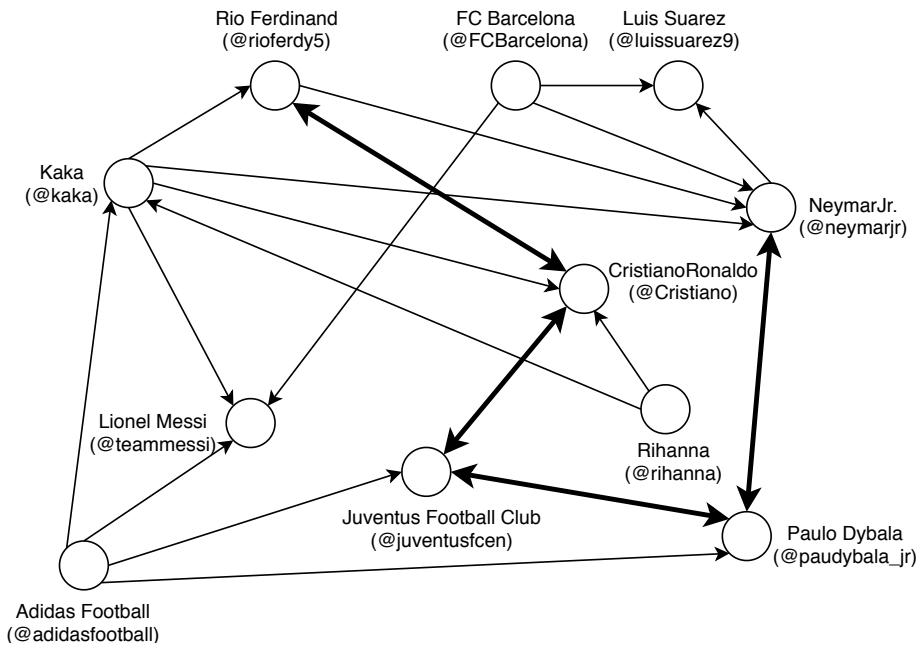 Rio Ferdinand
(@rioferdy5)
FC Barcelona
(@FCBarcelona)
Luis Suarez
(@luissuarez9)
Kaka
(@kaka)
NeymarJr.
(@neymarjr)
CristianoRonaldo
(@Cristiano)
Lionel Messi
(@teammessi)
Rihanna
(@rihanna)
Juventus Football Club
(@juventusfcen)
Paulo Dybala
(@paudybala_jr)
Adidas Football
(@adidasfootball)